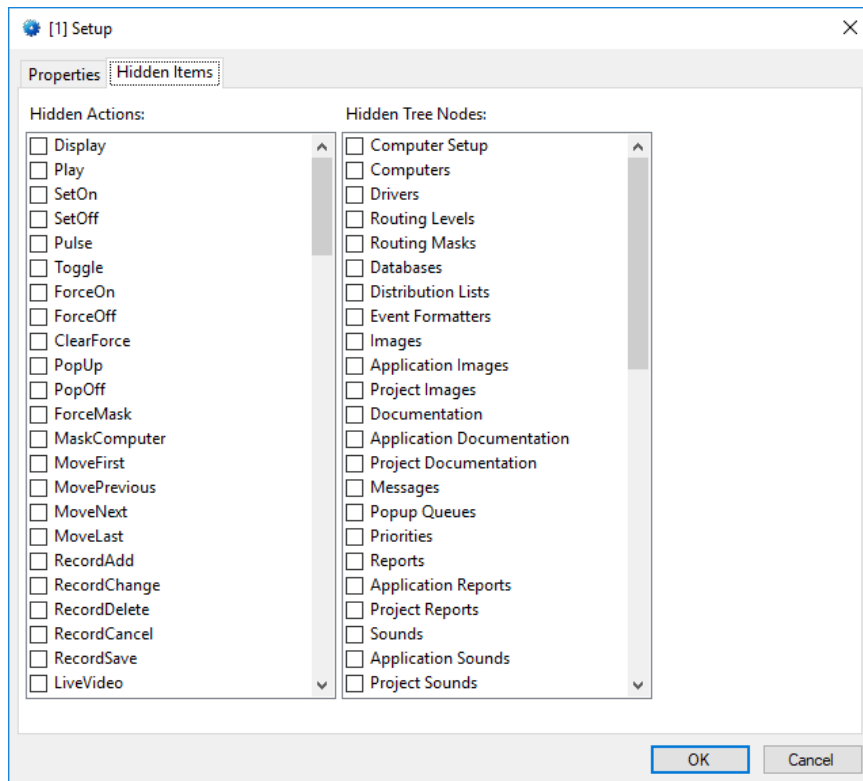 [1] Setup
Properties
Hidden Items
Hidden Actions:
Display
Play
SetOn
SetOff
Pulse
Toggle
ForceOn
ForceOff
ClearForce
PopUp
PopOff
ForceMask
MaskComputer
MoveFirst
MovePrevious
MoveNext
MoveLast
RecordAdd
RecordChange
RecordDelete
RecordCancel
RecordSave
LiveVideo
Hidden Tree Nodes:
Computer Setup
Computers
Drivers
Routing Levels
Routing Masks
Databases
Distribution Lists
Event Formatters
Images
Application Images
Project Images
Documentation
Application Documentation
Project Documentation
Messages
Popup Queues
Priorities
Reports
Application Reports
Project Reports
Sounds
Application Sounds
Project Sounds
OK
Cancel